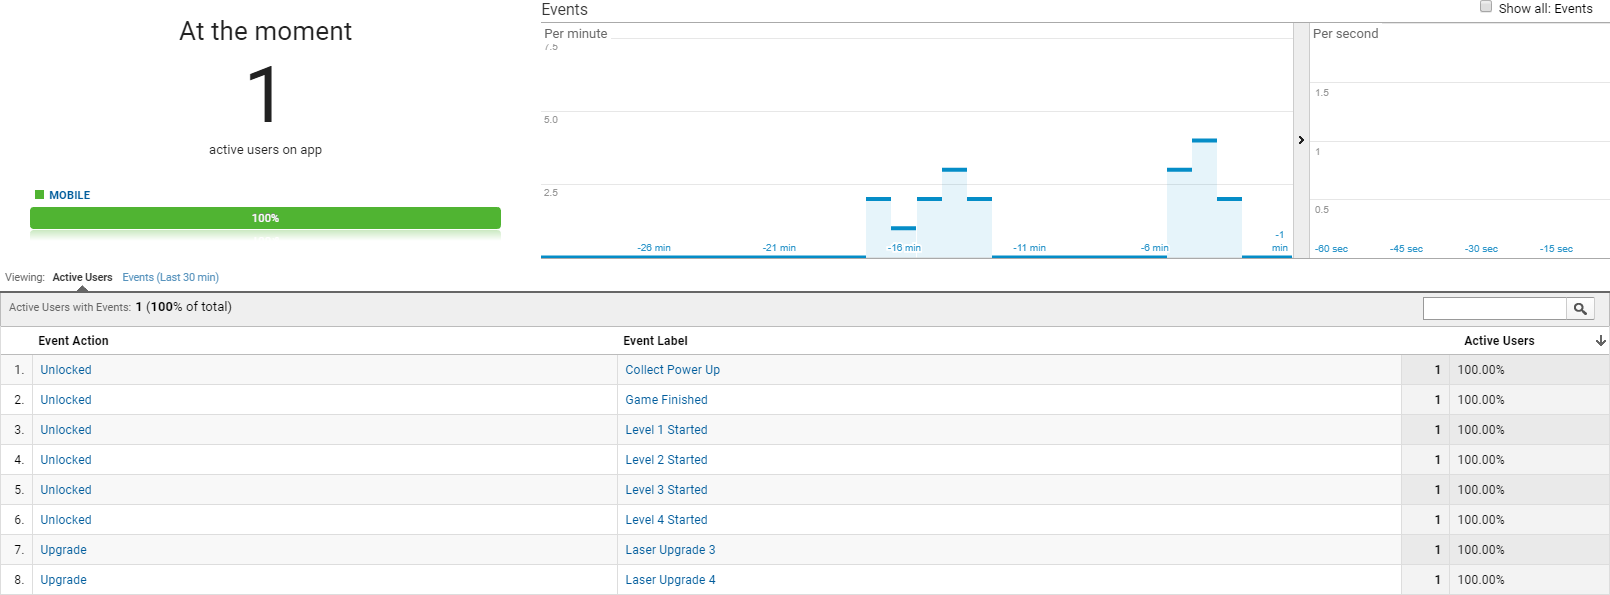 At the moment
1
active users on app
MOBILE
100%
Events
Show all: Events
Per minute
7.5
5.0
2.5
-26 min
-21 min
-16 min
-11 min
-6 min
-1
min
Per second
1.5
1
0.5
-60 sec
-45 sec
-30 sec
-15 sec
Viewing: Active Users Events (Last 30 min)
Active Users with Events: 1 (100% of total)
Event Action Event Label Active Users
1. Unlocked Collect Power Up 1 100.00%
2. Unlocked Game Finished 1 100.00%
3. Unlocked Level 1 Started 1 100.00%
4. Unlocked Level 2 Started 1 100.00%
5. Unlocked Level 3 Started 1 100.00%
6. Unlocked Level 4 Started 1 100.00%
7. Upgrade Laser Upgrade 3 1 100.00%
8. Upgrade Laser Upgrade 4 1 100.00%